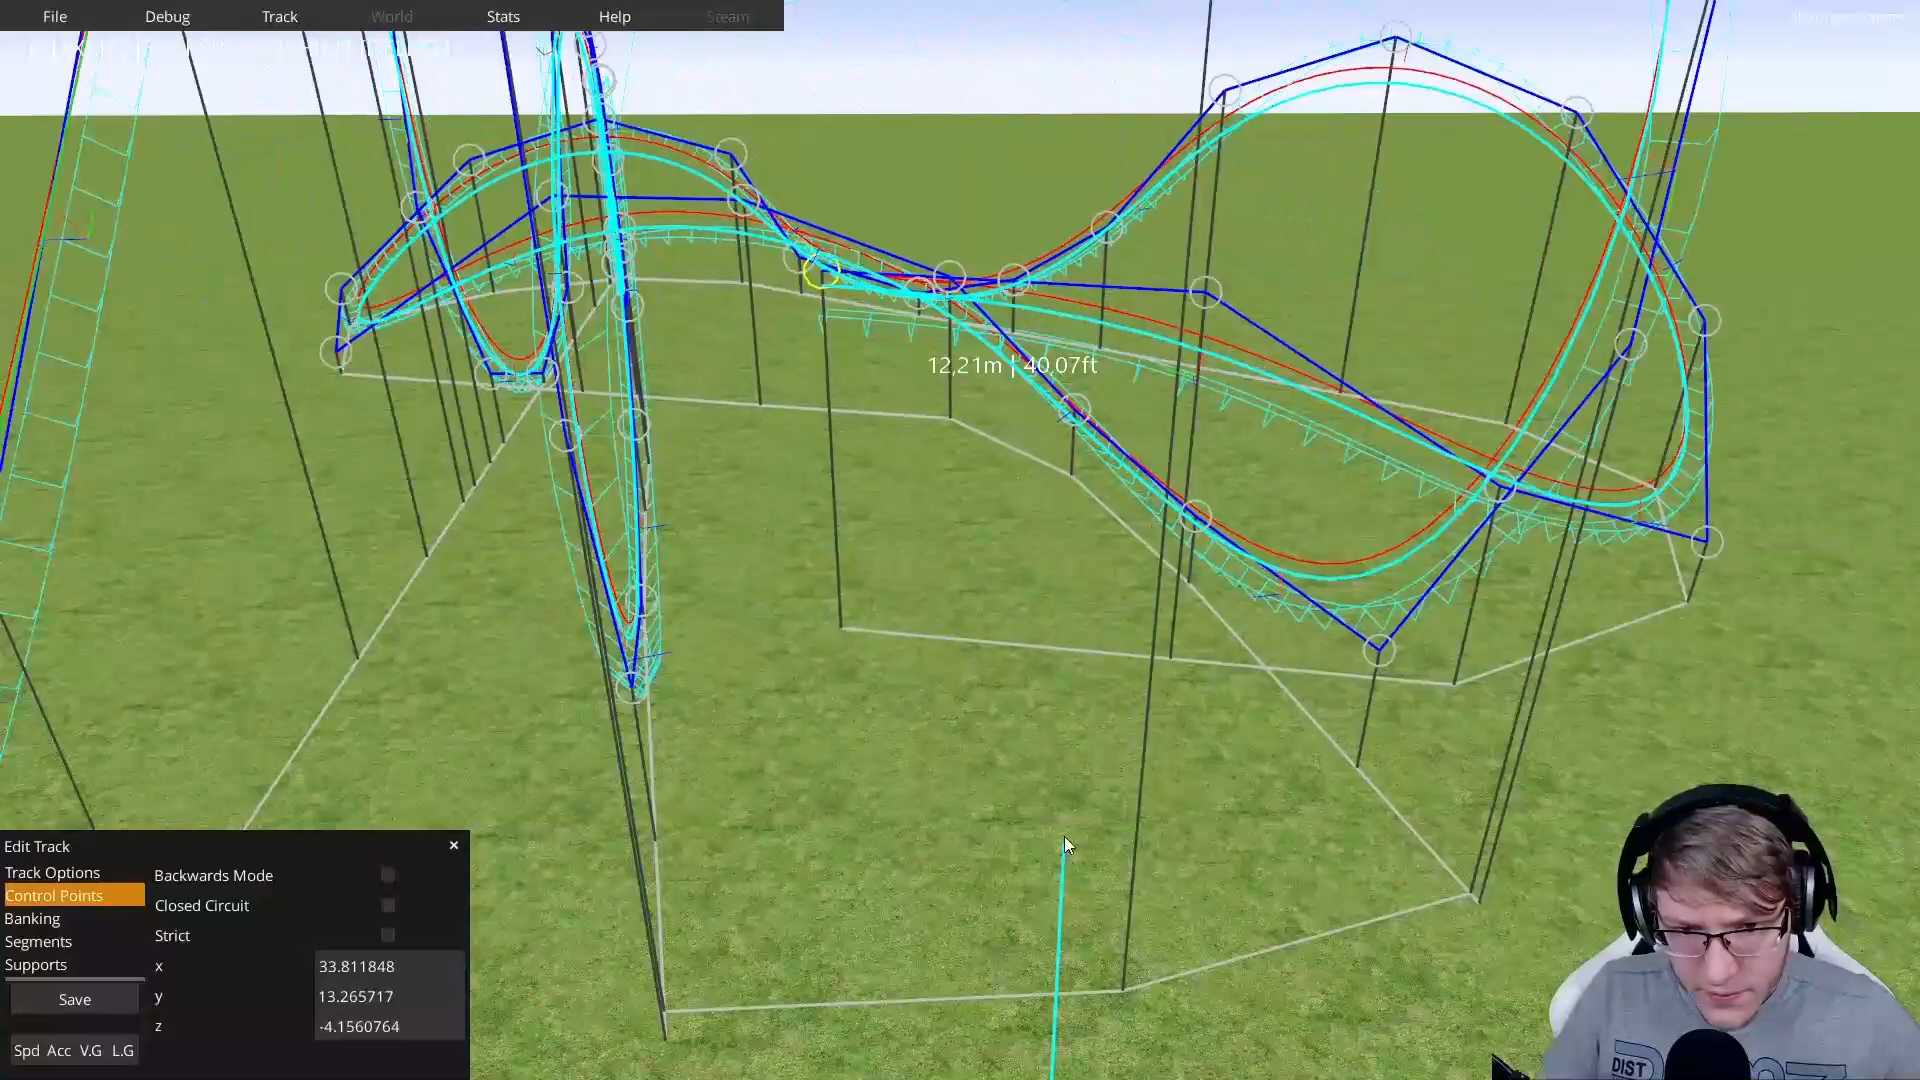 File Debug Track World Stats Help Steam
12,21m | 40,07ft
Edit Track ×
Track Options
Control Points
Banking
Segments
Supports
Save
Spd Acc V.G L.G
Backwards Mode
Closed Circuit
Strict
x 33.811848
y 13.265717
z -4.1560764
DIST